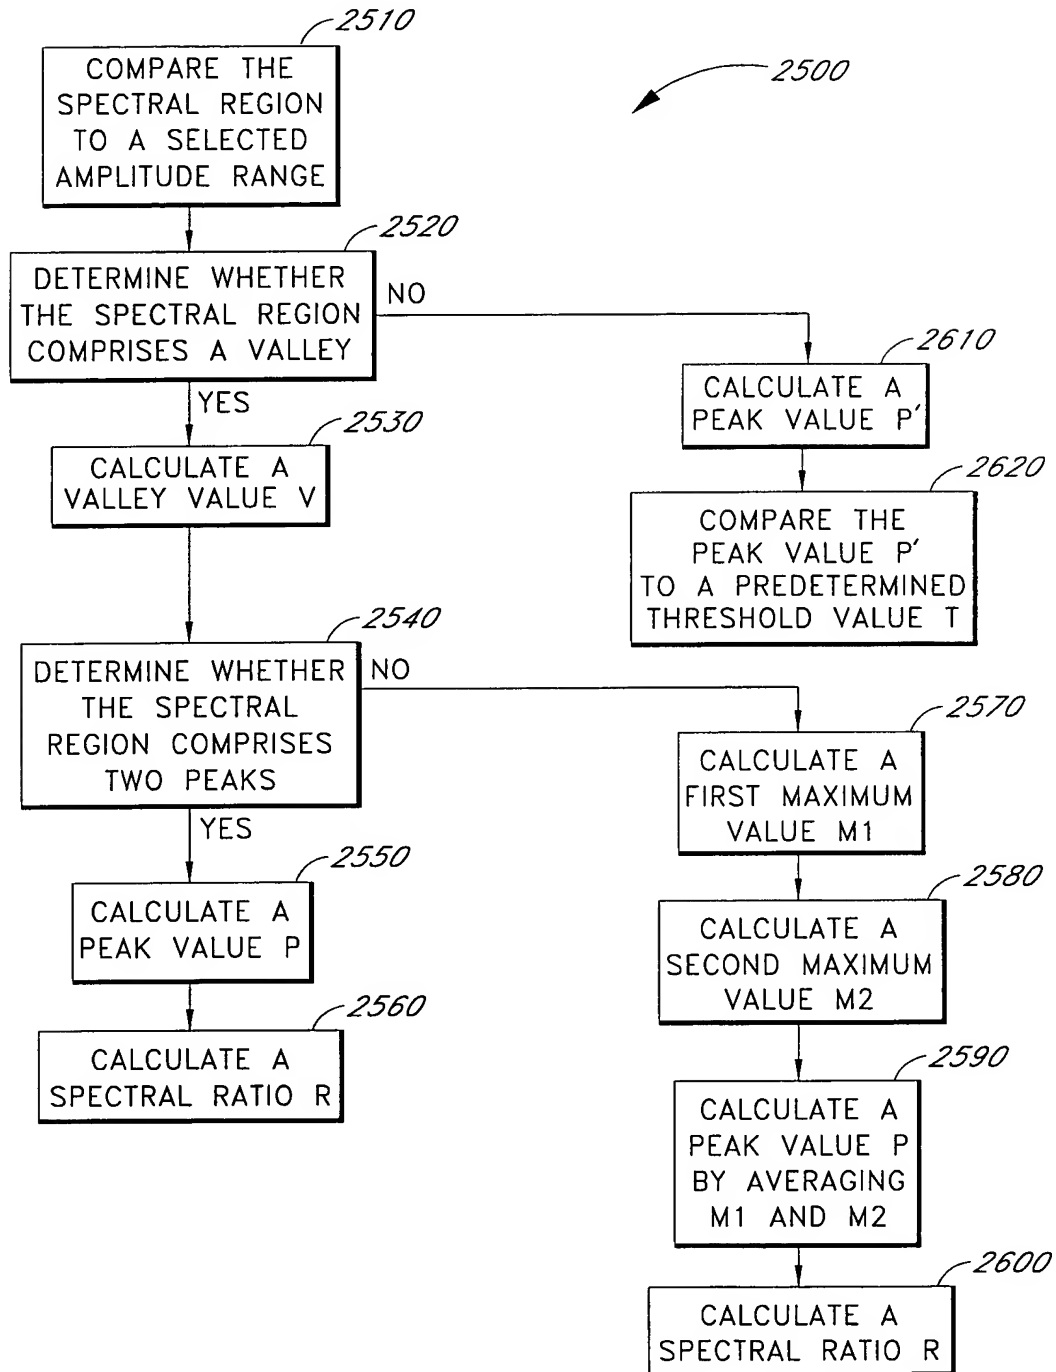 2510
COMPARE THE
SPECTRAL REGION
TO A SELECTED
AMPLITUDE RANGE
2500
2520
DETERMINE WHETHER
THE SPECTRAL REGION
COMPRISES A VALLEY
NO
YES
2610
CALCULATE A
PEAK VALUE P'
2530
CALCULATE A
VALLEY VALUE V
2620
COMPARE THE
PEAK VALUE P'
TO A PREDETERMINED
THRESHOLD VALUE T
2540
DETERMINE WHETHER
THE SPECTRAL
REGION COMPRISES
TWO PEAKS
NO
YES
2570
CALCULATE A
FIRST MAXIMUM
VALUE M1
2550
CALCULATE A
PEAK VALUE P
2580
CALCULATE A
SECOND MAXIMUM
VALUE M2
2560
CALCULATE A
SPECTRAL RATIO R
2590
CALCULATE A
PEAK VALUE P
BY AVERAGING
M1 AND M2
2600
CALCULATE A
SPECTRAL RATIO R